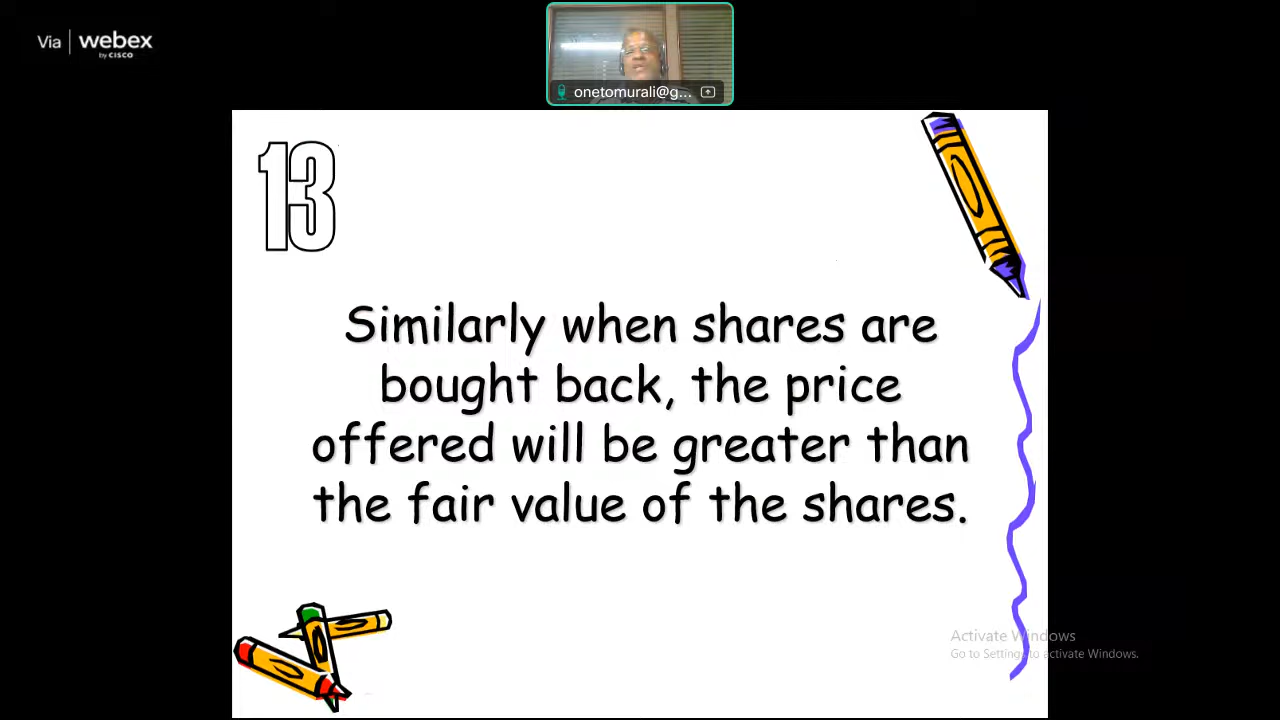 Via webex
by CISCO
onetomurali@g...
13
Similarly when shares are
bought back, the price
offered will be greater than
the fair value of the shares.
Activate Windows
Go to Settings to activate Windows.